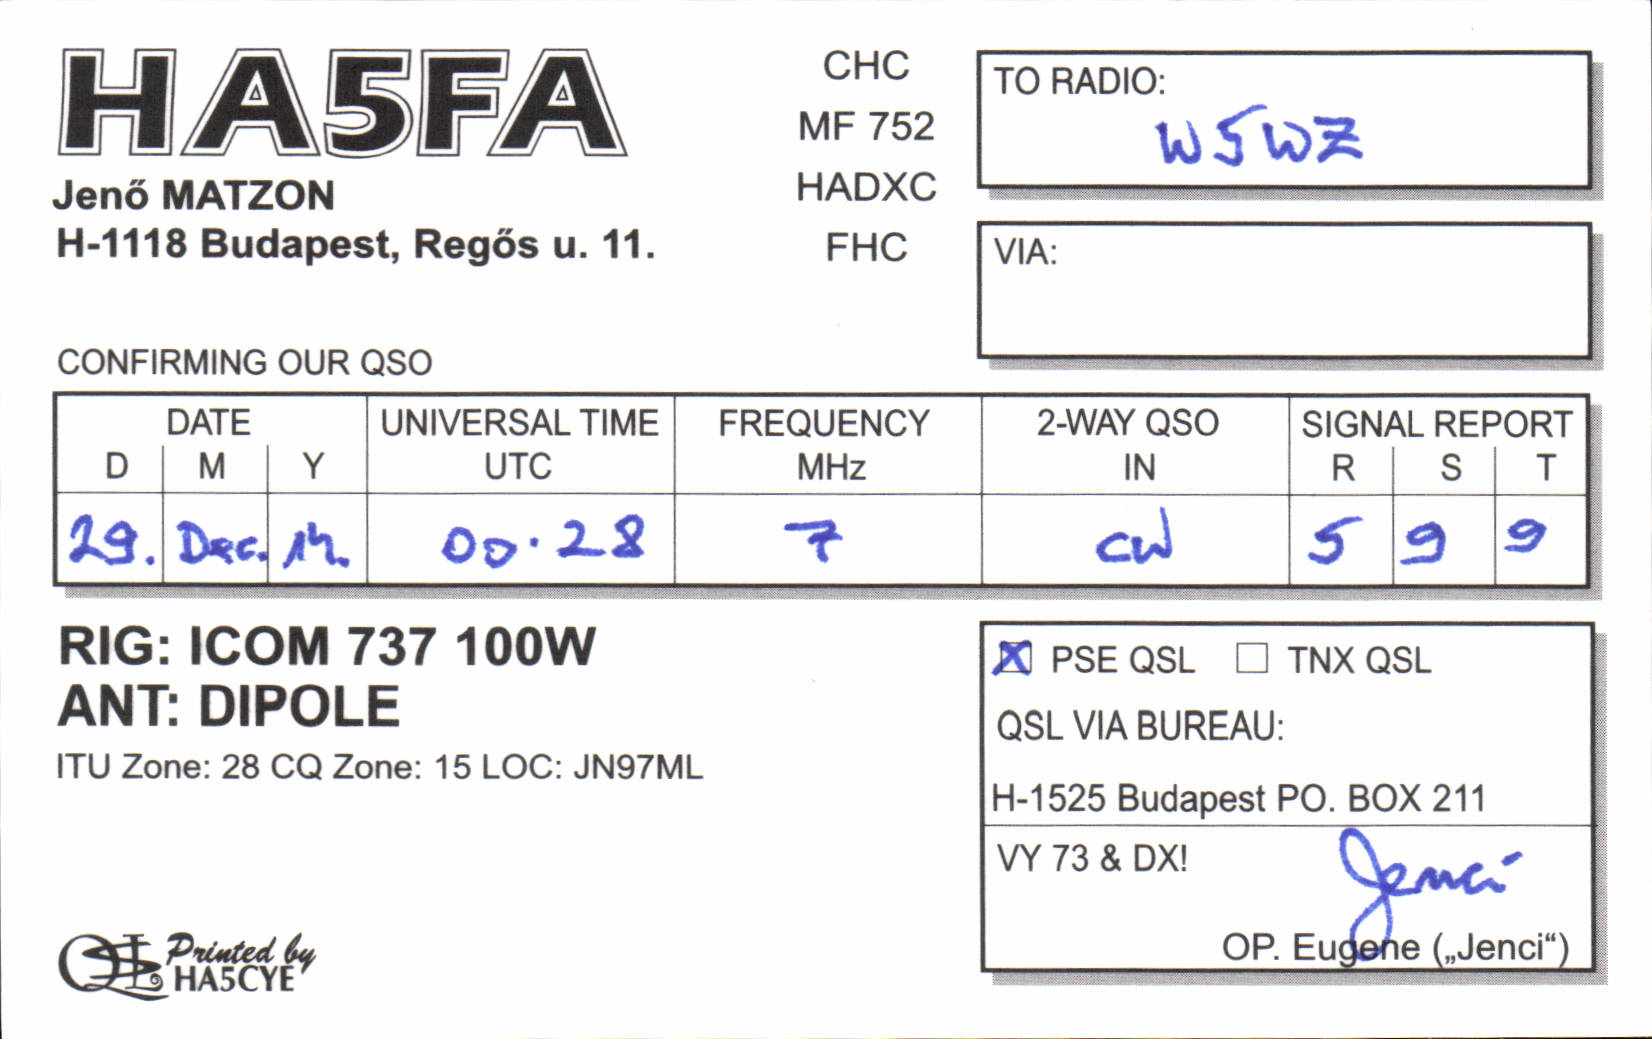 HA5FA
Jenő MATZON
H-1118 Budapest, Regős u. 11.
CHC
MF 752
HADXC
FHC
TO RADIO:
W5WZ
VIA:
CONFIRMING OUR QSO
DATE UNIVERSAL TIME FREQUENCY 2-WAY QSO SIGNAL REPORT
D M Y UTC MHz IN R S T
29. Dec. 14. 00·28 7 CW 5 9 9
RIG: ICOM 737 100W
ANT: DIPOLE
ITU Zone: 28 CQ Zone: 15 LOC: JN97ML
X PSE QSL TNX QSL
QSL VIA BUREAU:
H-1525 Budapest PO. BOX 211
VY 73 & DX!
Jenci
OP. Eugene („Jenci“)
QSL Printed by
HA5CYE